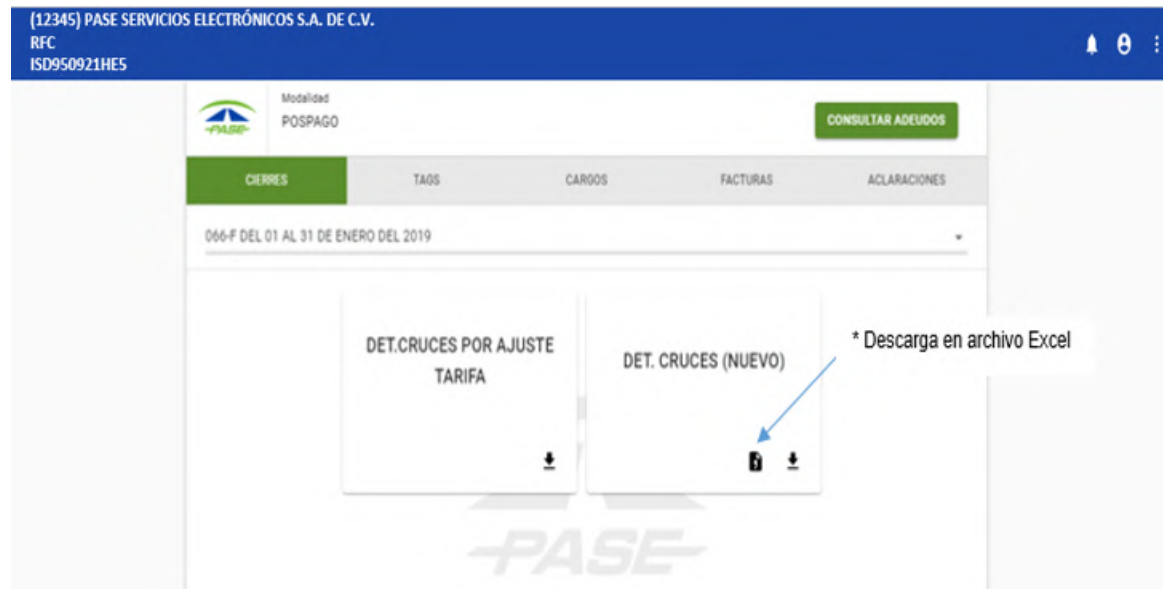 (12345) PASE SERVICIOS ELECTRÓNICOS S.A. DE C.V.
RFC
ISD950921HE5
PASE
Modalidad
POSPAGO
CONSULTAR ADEUDOS
CIERRES
TAGS
CARGOS
FACTURAS
ACLARACIONES
066-F DEL 01 AL 31 DE ENERO DEL 2019
DET.CRUCES POR AJUSTE
TARIFA
DET. CRUCES (NUEVO)
* Descarga en archivo Excel
PASE